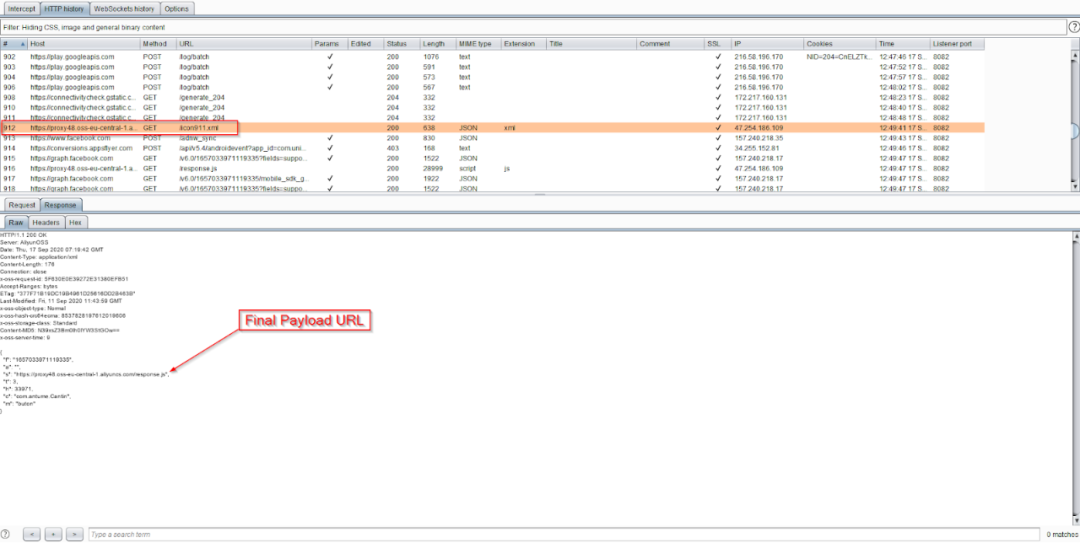 Intercept HTTP history WebSockets history Options
Filter: Hiding CSS, image and general binary content
# Host Method URL Params Edited Status Length MIME type Extension Title Comment SSL IP Cookies Time Listener port
902 https://play.googleapis.com POST /log/batch ✓ 200 1076 text ✓ 216.58.196.170 NID=204=CnELZTk... 12:47:46 17 S... 8082
903 https://play.googleapis.com POST /log/batch ✓ 200 591 text ✓ 216.58.196.170 12:47:52 17 S... 8082
904 https://play.googleapis.com POST /log/batch ✓ 200 573 text ✓ 216.58.196.170 12:47:57 17 S... 8082
906 https://play.googleapis.com POST /log/batch ✓ 200 567 text ✓ 216.58.196.170 12:48:02 17 S... 8082
908 https://connectivitycheck.gstatic.c... GET /generate_204 204 332 ✓ 172.217.160.131 12:48:23 17 S... 8082
910 https://connectivitycheck.gstatic.c... GET /generate_204 204 332 ✓ 172.217.160.131 12:48:40 17 S... 8082
911 https://connectivitycheck.gstatic.c... GET /generate_204 204 332 ✓ 172.217.160.131 12:48:48 17 S... 8082
912 https://proxy48.oss-eu-central-1.a... GET /icon911.xml 200 638 JSON xml ✓ 47.254.186.109 12:49:41 17 S... 8082
913 https://www.facebook.com POST /adnw_sync ✓ 200 830 JSON ✓ 157.240.218.35 12:49:43 17 S... 8082
914 https://conversions.appsflyer.com POST /api/v5.4/androidevent?app_id=com.uni... ✓ 403 168 text ✓ 34.255.152.81 12:49:46 17 S... 8082
915 https://graph.facebook.com GET /v6.0/1657033971119335?fields=suppo... ✓ 200 1522 JSON ✓ 157.240.218.17 12:49:47 17 S... 8082
916 https://proxy48.oss-eu-central-1.a... GET /response.js 200 28999 script js ✓ 47.254.186.109 12:49:47 17 S... 8082
917 https://graph.facebook.com GET /v6.0/1657033971119335/mobile_sdk_g... ✓ 200 1922 JSON ✓ 157.240.218.17 12:49:47 17 S... 8082
918 https://graph.facebook.com GET /v6.0/1657033971119335?fields=suppo... ✓ 200 1522 JSON ✓ 157.240.218.17 12:49:47 17 S... 8082
Request Response
Raw Headers Hex
HTTP/1.1 200 OK
Server: AliyunOSS
Date: Thu, 17 Sep 2020 07:19:42 GMT
Content-Type: application/xml
Content-Length: 178
Connection: close
x-oss-request-id:
Accept-Ranges: bytes
ETag:
Last-Modified: Fri, 11 Sep 2020 11:43:59 GMT
x-oss-object-type: Normal
x-oss-hash-crc64ecma:
x-oss-storage-class: Standard
Content-MD5:
x-oss-server-time: 6
{
"f": "1657033971119335",
"a": "",
"s": "https://proxy48.oss-eu-central-1.aliyuncs.com/response.js",
"t": 3,
"h": 33971,
"c": "com.antume.Cantin",
"m": "buton"
}
Final Payload URL
? < + > Type a search term 0 matches